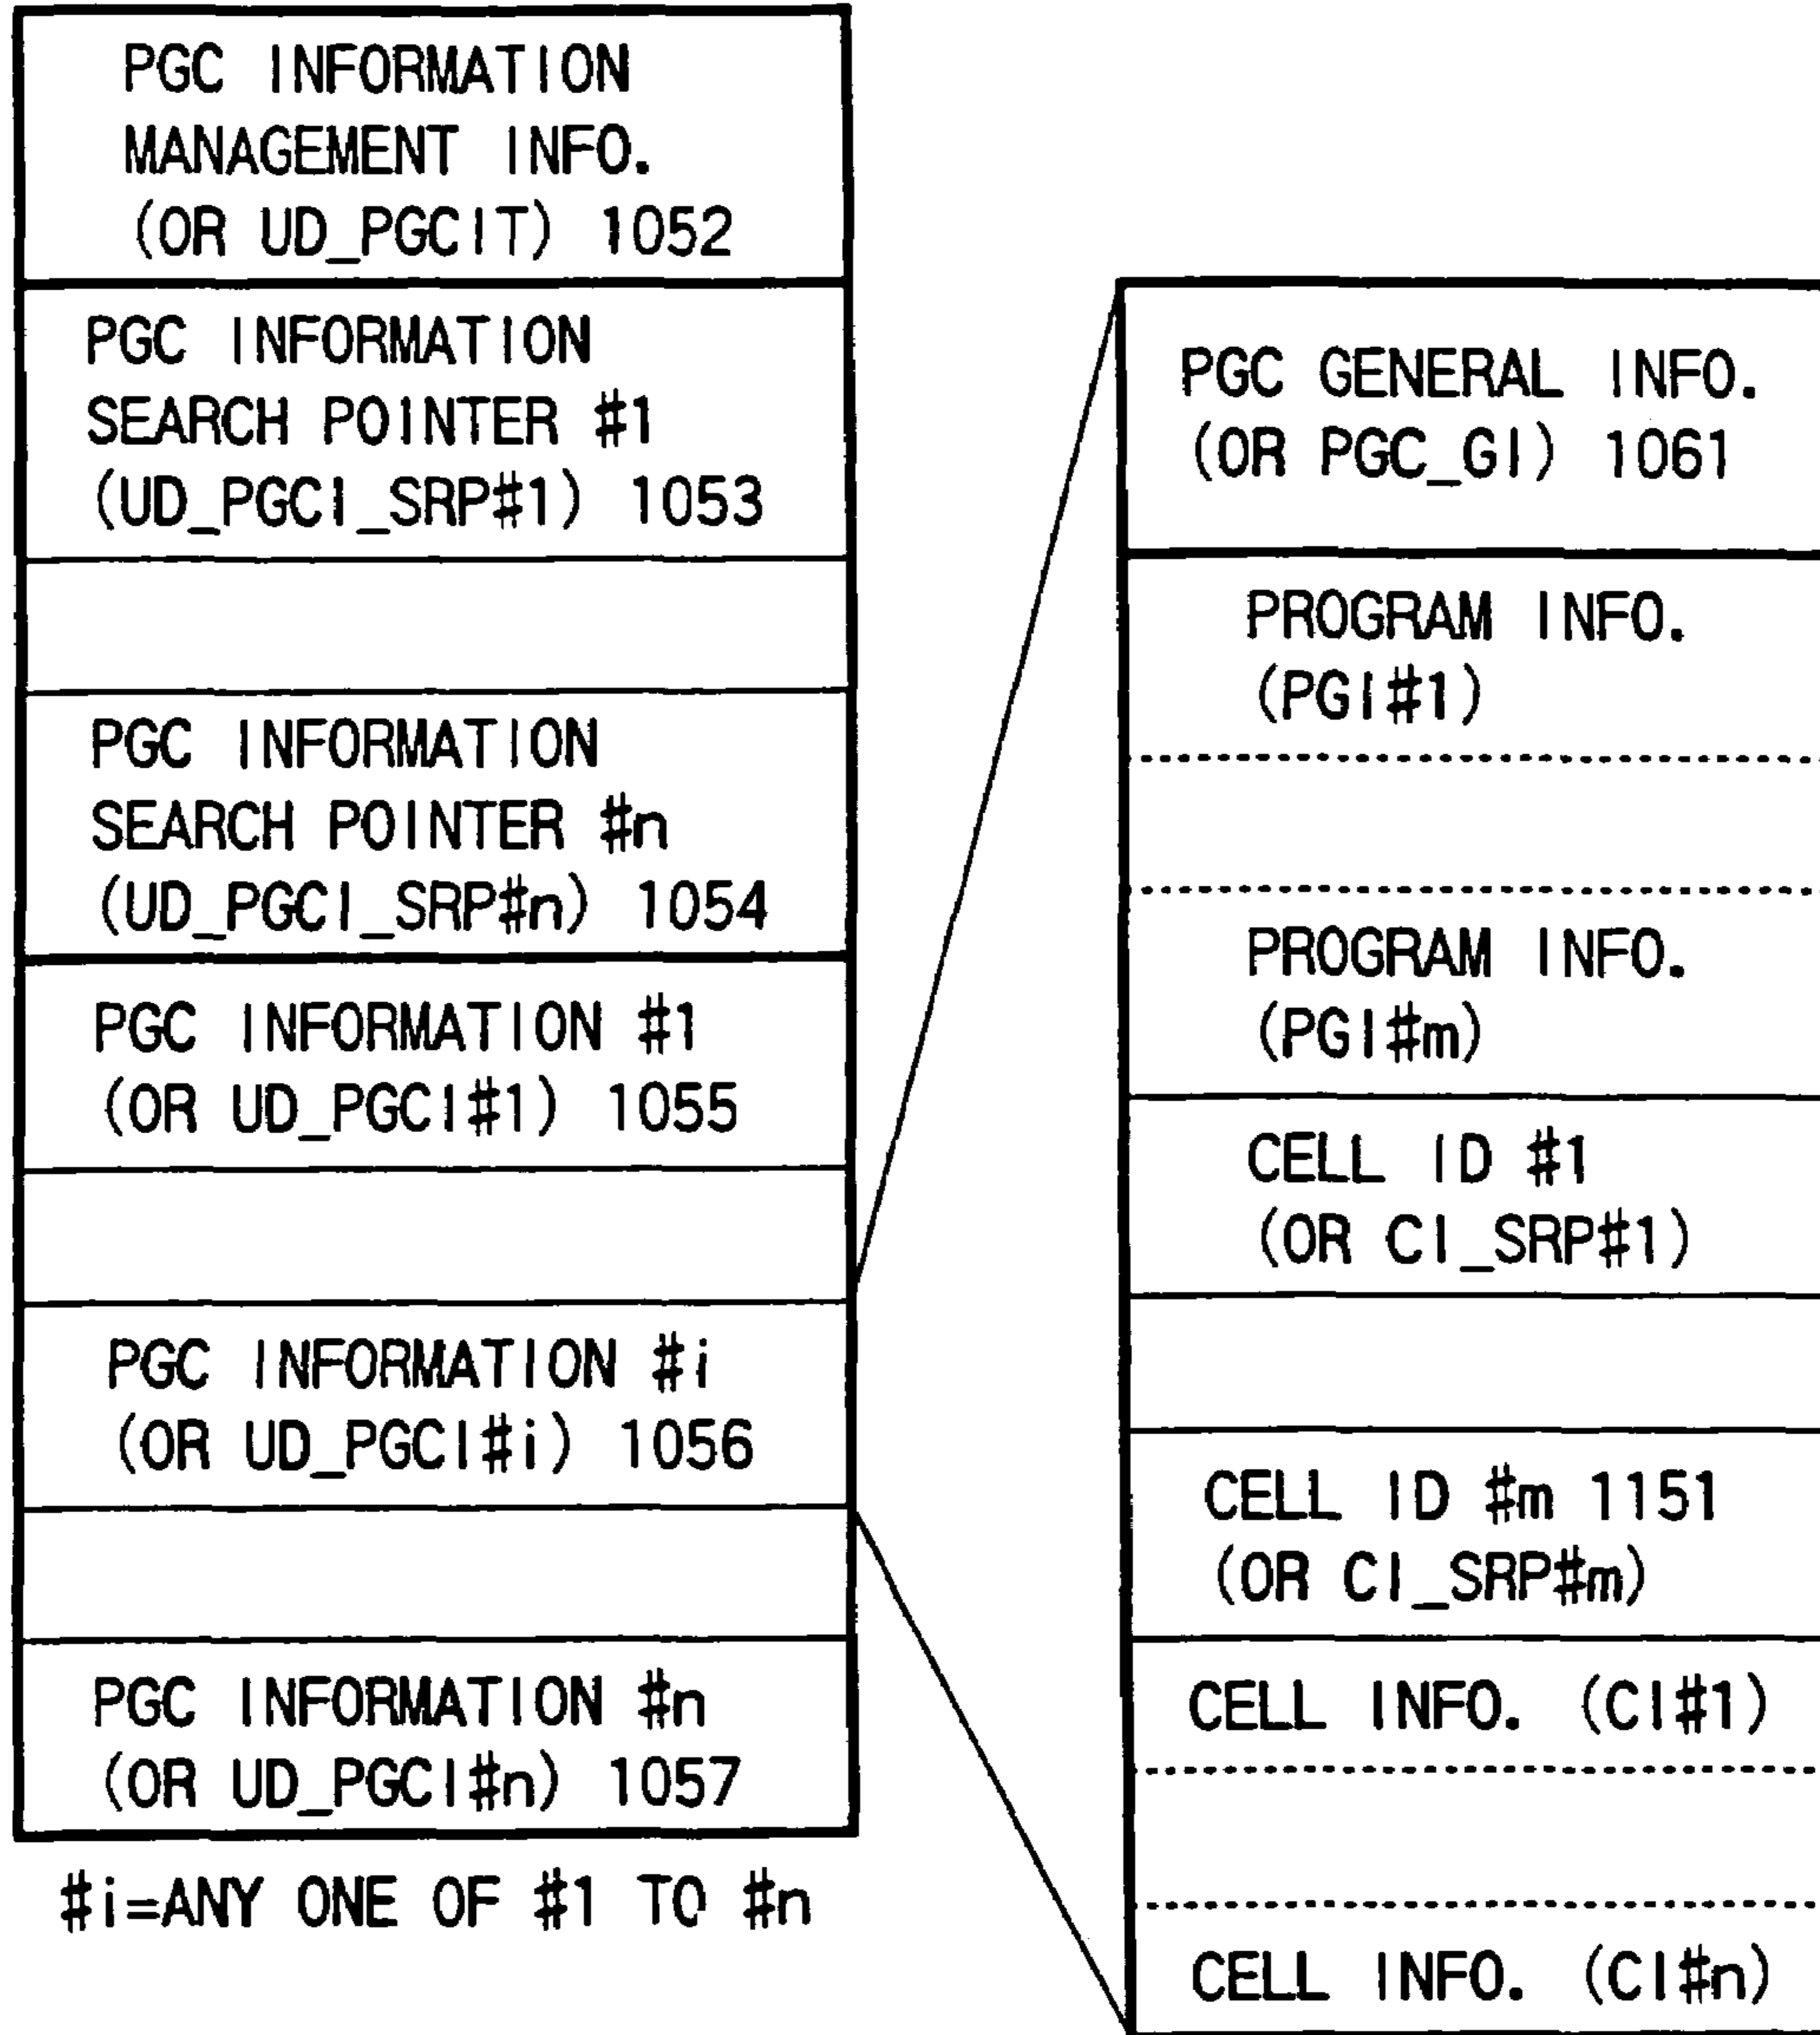 PGC INFORMATION
MANAGEMENT INFO.
(OR UD_PGCIT) 1052
PGC INFORMATION
SEARCH POINTER #1
(UD_PGCI_SRP#1) 1053
PGC INFORMATION
SEARCH POINTER #n
(UD_PGCI_SRP#n) 1054
PGC INFORMATION #1
(OR UD_PGCI#1) 1055
PGC INFORMATION #i
(OR UD_PGCI#i) 1056
PGC INFORMATION #n
(OR UD_PGCI#n) 1057
#i=ANY ONE OF #1 TO #n
PGC GENERAL INFO.
(OR PGC_GI) 1061
PROGRAM INFO.
(PGI#1)
PROGRAM INFO.
(PGI#m)
CELL ID #1
(OR CI_SRP#1)
CELL ID #m 1151
(OR CI_SRP#m)
CELL INFO. (CI#1)
CELL INFO. (CI#n)